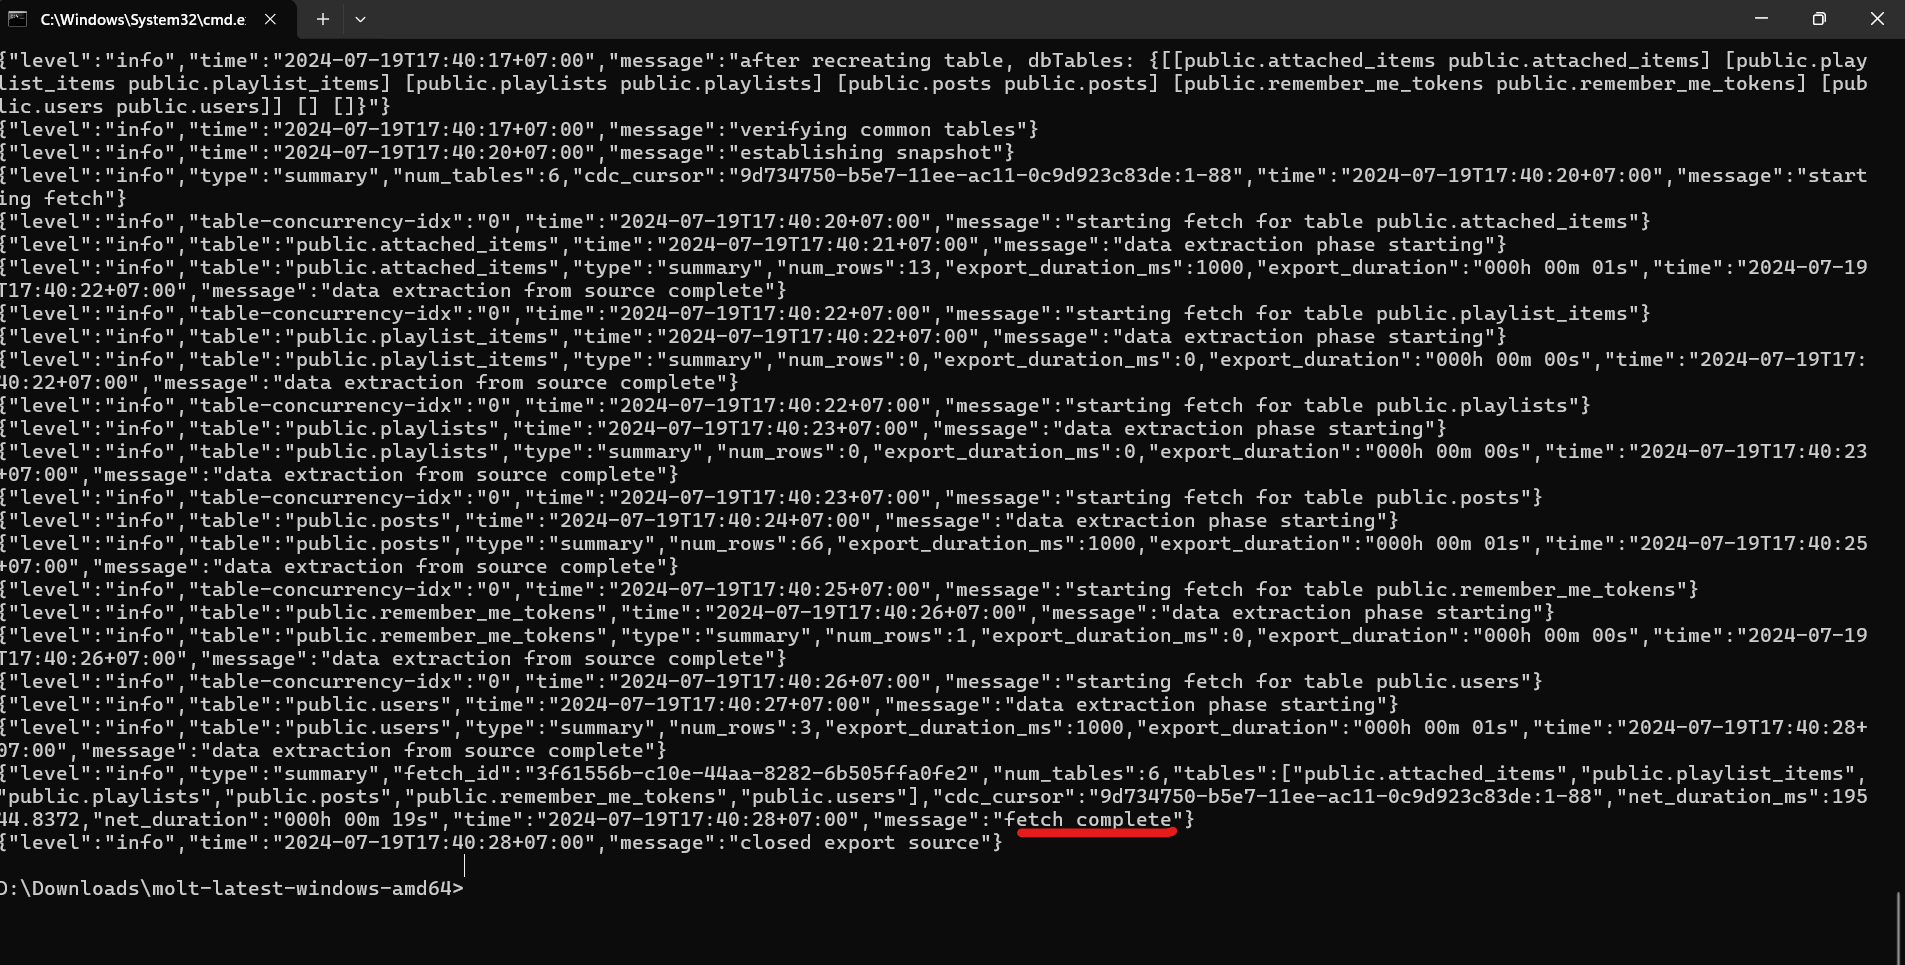 C:\Windows\System32\cmd.e
{"level":"info","time":"2024-07-19T17:40:17+07:00","message":"after recreating table, dbTables: {[[public.attached_items public.attached_items] [public.play
list_items public.playlist_items] [public.playlists public.playlists] [public.posts public.posts] [public.remember_me_tokens public.remember_me_tokens] [pub
lic.users public.users]] [] []}"}
{"level":"info","time":"2024-07-19T17:40:17+07:00","message":"verifying common tables"}
{"level":"info","time":"2024-07-19T17:40:20+07:00","message":"establishing snapshot"}
{"level":"info","type":"summary","num_tables":6,"cdc_cursor":"9d734750-b5e7-11ee-ac11-0c9d923c83de:1-88","time":"2024-07-19T17:40:20+07:00","message":"start
ing fetch"}
{"level":"info","table-concurrency-idx":"0","time":"2024-07-19T17:40:20+07:00","message":"starting fetch for table public.attached_items"}
{"level":"info","table":"public.attached_items","time":"2024-07-19T17:40:21+07:00","message":"data extraction phase starting"}
{"level":"info","table":"public.attached_items","type":"summary","num_rows":13,"export_duration_ms":1000,"export_duration":"000h 00m 01s","time":"2024-07-19
T17:40:22+07:00","message":"data extraction from source complete"}
{"level":"info","table-concurrency-idx":"0","time":"2024-07-19T17:40:22+07:00","message":"starting fetch for table public.playlist_items"}
{"level":"info","table":"public.playlist_items","time":"2024-07-19T17:40:22+07:00","message":"data extraction phase starting"}
{"level":"info","table":"public.playlist_items","type":"summary","num_rows":0,"export_duration_ms":0,"export_duration":"000h 00m 00s","time":"2024-07-19T17:
40:22+07:00","message":"data extraction from source complete"}
{"level":"info","table-concurrency-idx":"0","time":"2024-07-19T17:40:22+07:00","message":"starting fetch for table public.playlists"}
{"level":"info","table":"public.playlists","time":"2024-07-19T17:40:23+07:00","message":"data extraction phase starting"}
{"level":"info","table":"public.playlists","type":"summary","num_rows":0,"export_duration_ms":0,"export_duration":"000h 00m 00s","time":"2024-07-19T17:40:23
+07:00","message":"data extraction from source complete"}
{"level":"info","table-concurrency-idx":"0","time":"2024-07-19T17:40:23+07:00","message":"starting fetch for table public.posts"}
{"level":"info","table":"public.posts","time":"2024-07-19T17:40:24+07:00","message":"data extraction phase starting"}
{"level":"info","table":"public.posts","type":"summary","num_rows":66,"export_duration_ms":1000,"export_duration":"000h 00m 01s","time":"2024-07-19T17:40:25
+07:00","message":"data extraction from source complete"}
{"level":"info","table-concurrency-idx":"0","time":"2024-07-19T17:40:25+07:00","message":"starting fetch for table public.remember_me_tokens"}
{"level":"info","table":"public.remember_me_tokens","time":"2024-07-19T17:40:26+07:00","message":"data extraction phase starting"}
{"level":"info","table":"public.remember_me_tokens","type":"summary","num_rows":1,"export_duration_ms":0,"export_duration":"000h 00m 00s","time":"2024-07-19
T17:40:26+07:00","message":"data extraction from source complete"}
{"level":"info","table-concurrency-idx":"0","time":"2024-07-19T17:40:26+07:00","message":"starting fetch for table public.users"}
{"level":"info","table":"public.users","time":"2024-07-19T17:40:27+07:00","message":"data extraction phase starting"}
{"level":"info","table":"public.users","type":"summary","num_rows":3,"export_duration_ms":1000,"export_duration":"000h 00m 01s","time":"2024-07-19T17:40:28+
07:00","message":"data extraction from source complete"}
{"level":"info","type":"summary","fetch_id":"3f61556b-c10e-44aa-8282-6b505ffa0fe2","num_tables":6,"tables":["public.attached_items","public.playlist_items",
"public.playlists","public.posts","public.remember_me_tokens","public.users"],"cdc_cursor":"9d734750-b5e7-11ee-ac11-0c9d923c83de:1-88","net_duration_ms":195
44.8372,"net_duration":"000h 00m 19s","time":"2024-07-19T17:40:28+07:00","message":"fetch complete"}
{"level":"info","time":"2024-07-19T17:40:28+07:00","message":"closed export source"}
D:\Downloads\molt-latest-windows-amd64>